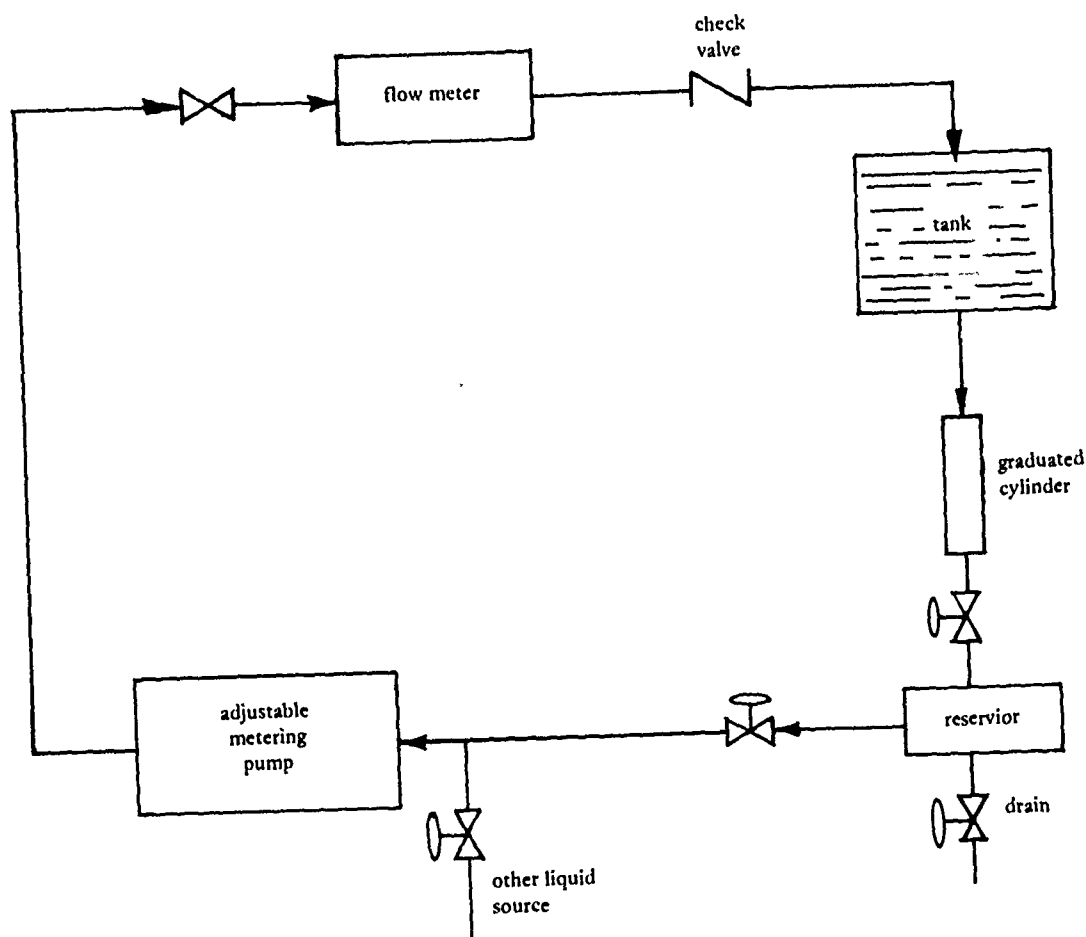 check
valve
flow meter
tank
graduated
cylinder
adjustable
metering
pump
reservior
drain
other liquid
source